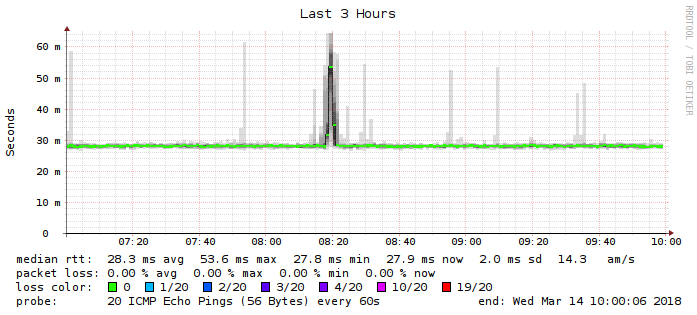 Last 3 Hours
RRDTOOL / TOBI OETIKER
Seconds
60 m
50 m
40 m
30 m
20 m
10 m
0
07:20 07:40 08:00 08:20 08:40 09:00 09:20 09:40 10:00
median rtt: 28.3 ms avg 53.6 ms max 27.8 ms min 27.9 ms now 2.0 ms sd 14.3 am/s
packet loss: 0.00 % avg 0.00 % max 0.00 % min 0.00 % now
loss color: 0 1/20 2/20 3/20 4/20 10/20 19/20
probe: 20 ICMP Echo Pings (56 Bytes) every 60s end: Wed Mar 14 10:00:06 2018